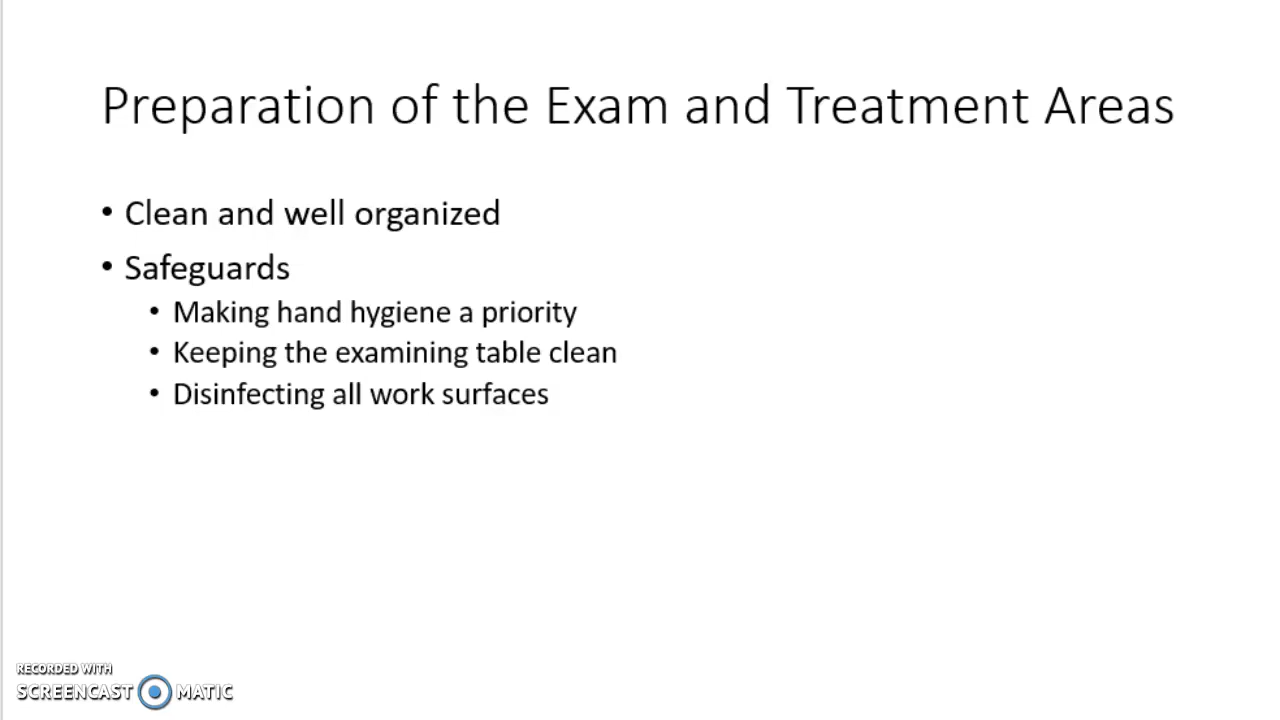 Preparation of the Exam and Treatment Areas
• Clean and well organized
• Safeguards
• Making hand hygiene a priority
• Keeping the examining table clean
• Disinfecting all work surfaces
RECORDED WITH
SCREENCAST MATIC